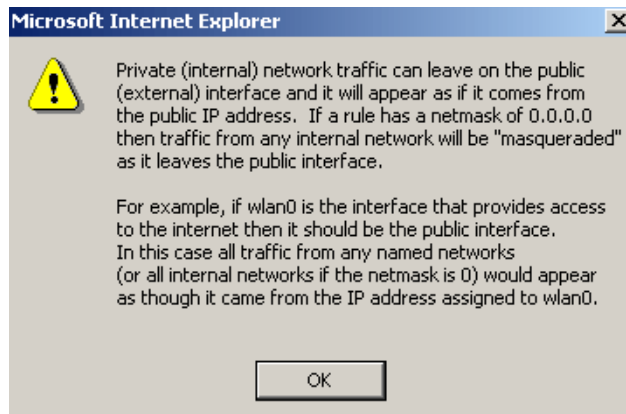 Microsoft Internet Explorer
Private (internal) network traffic can leave on the public
(external) interface and it will appear as if it comes from
the public IP address.  If a rule has a netmask of 0.0.0.0
then traffic from any internal network will be "masqueraded"
as it leaves the public interface.
For example, if wlan0 is the interface that provides access
to the internet then it should be the public interface.
In this case all traffic from any named networks
(or all internal networks if the netmask is 0) would appear
as though it came from the IP address assigned to wlan0.
OK